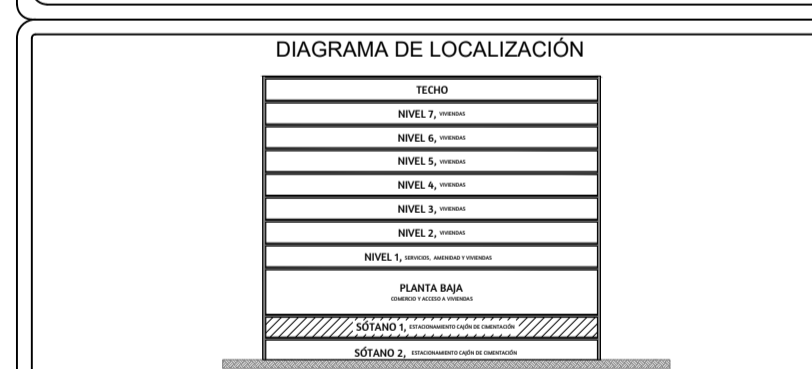 DIAGRAMA DE LOCALIZACIÓN
TECHO
NIVEL 7, VIVIENDAS
NIVEL 6, VIVIENDAS
NIVEL 5, VIVIENDAS
NIVEL 4, VIVIENDAS
NIVEL 3, VIVIENDAS
NIVEL 2, VIVIENDAS
NIVEL 1, SERVICIOS, AMENIDAD Y VIVIENDAS
PLANTA BAJA
COMERCIO Y ACCESO A VIVIENDAS
SÓTANO 1, ESTACIONAMIENTO CAJÓN DE CIMENTACIÓN
SÓTANO 2, ESTACIONAMIENTO CAJÓN DE CIMENTACIÓN